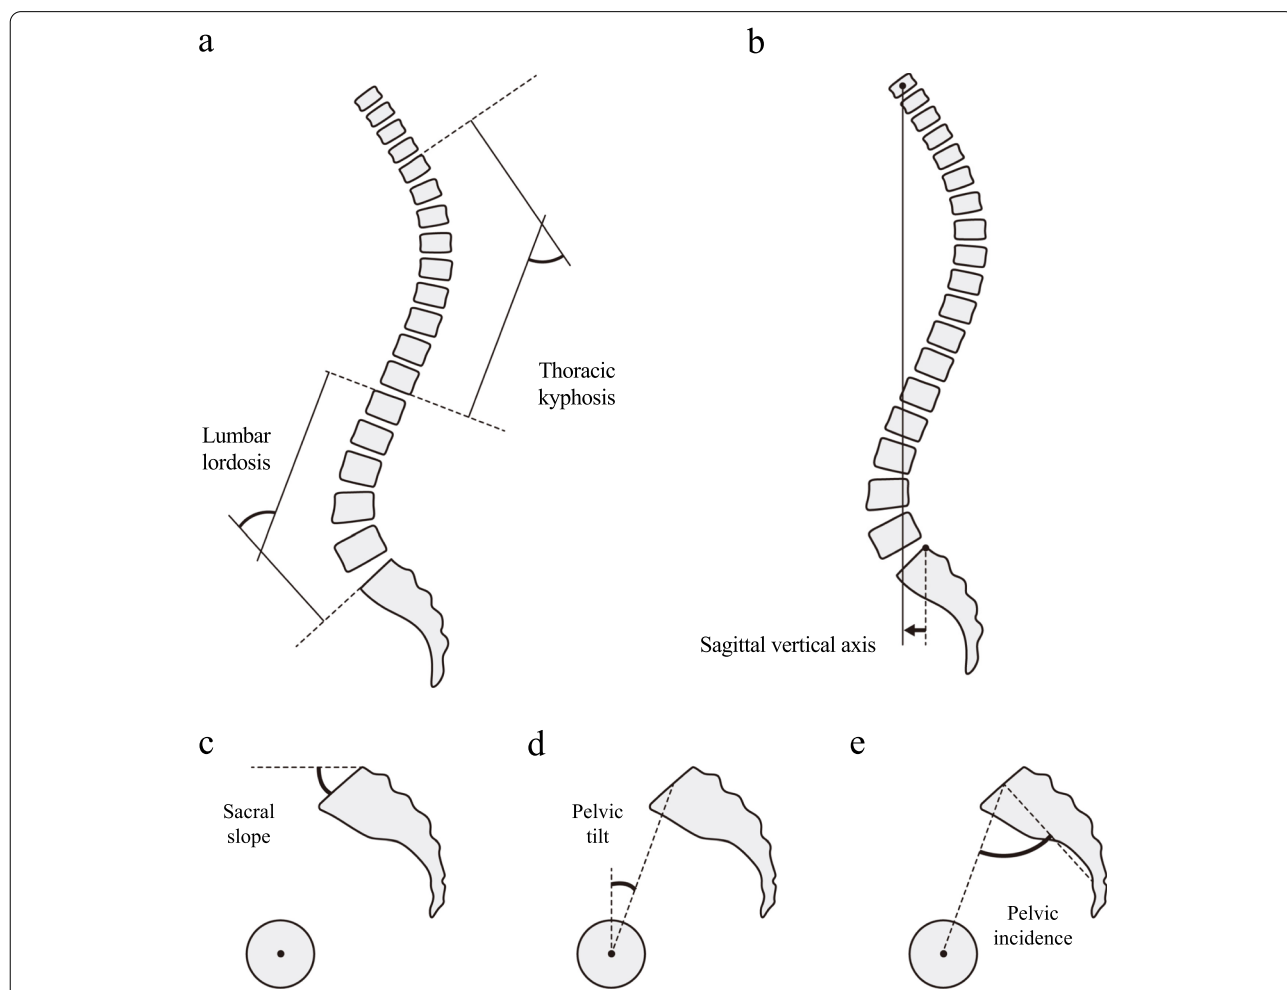 a
b
Thoracic
kyphosis
Lumbar
lordosis
Sagittal vertical axis
c
d
e
Sacral
slope
Pelvic
tilt
Pelvic
incidence